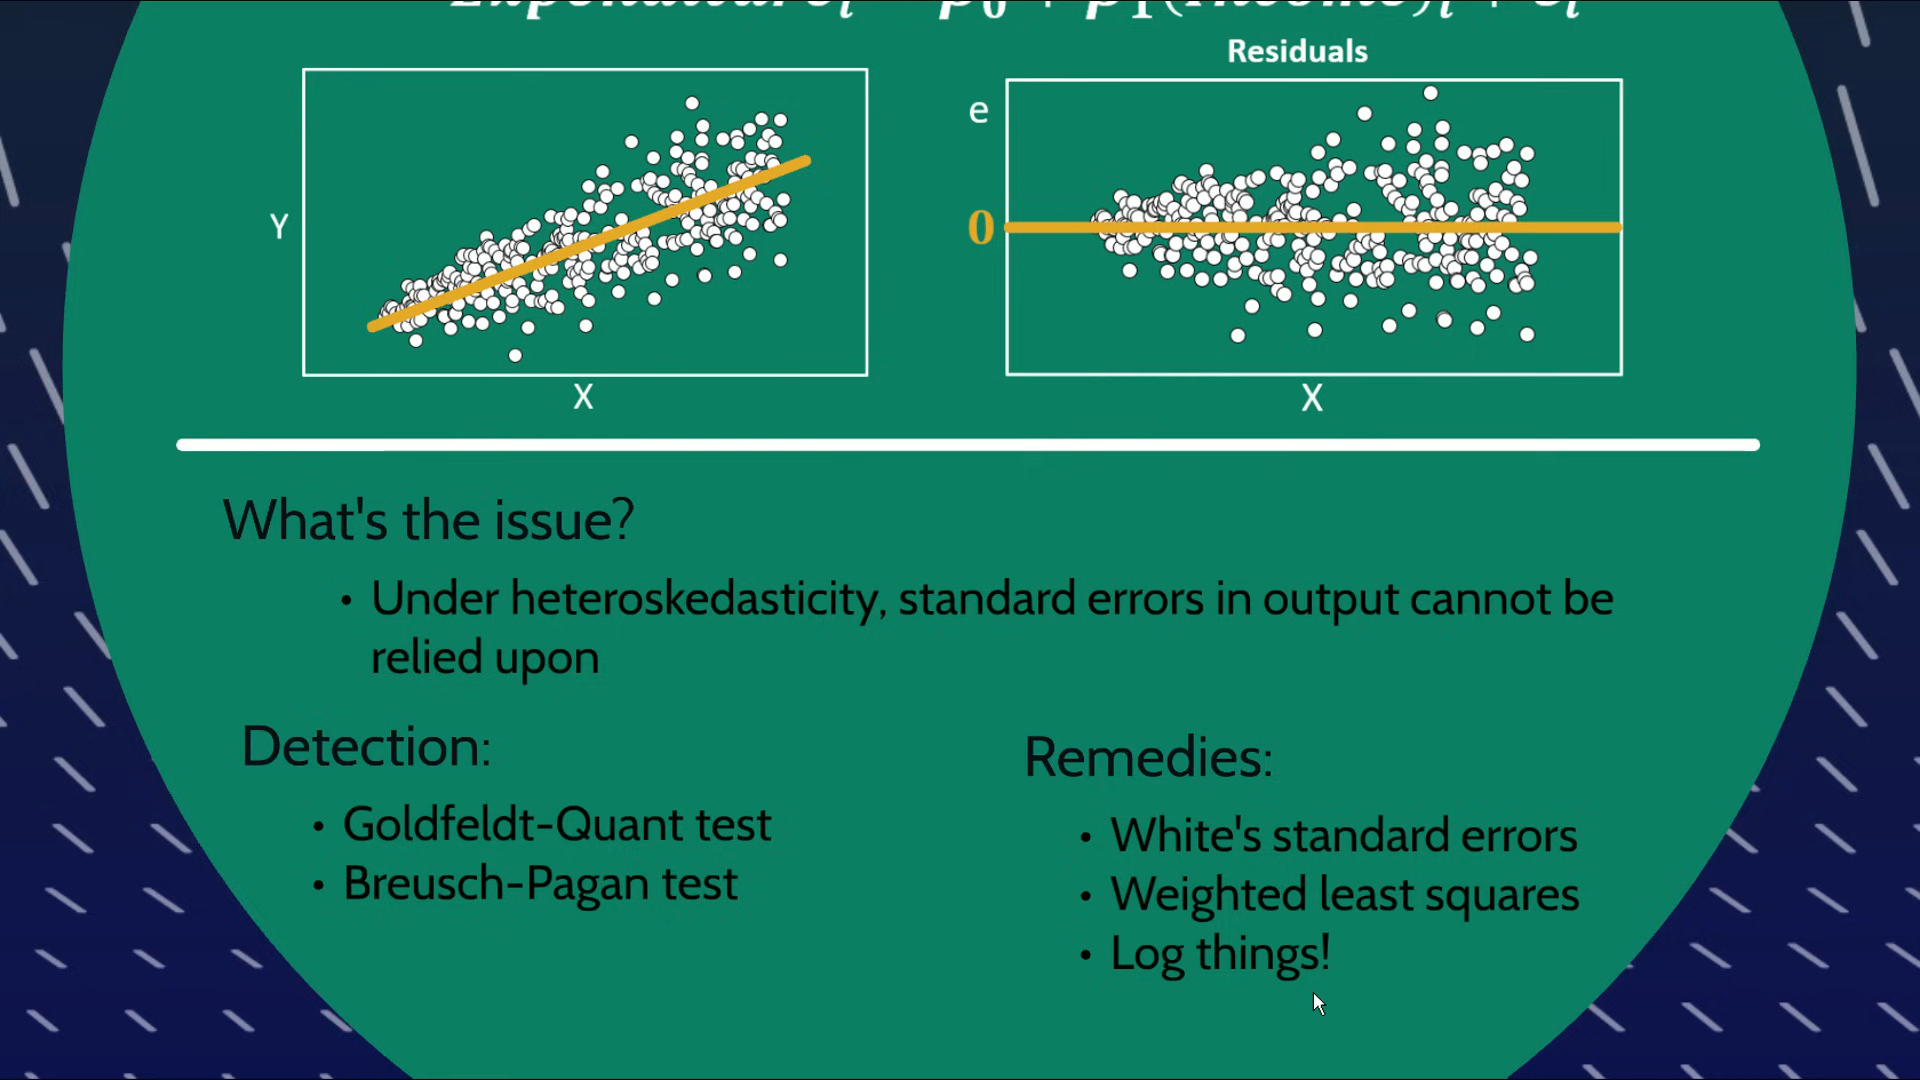 Residuals
e
Y
0
X
X
What's the issue?
• Under heteroskedasticity, standard errors in output cannot be
relied upon
Detection:
• Goldfeldt-Quant test
• Breusch-Pagan test
Remedies:
• White's standard errors
• Weighted least squares
• Log things!